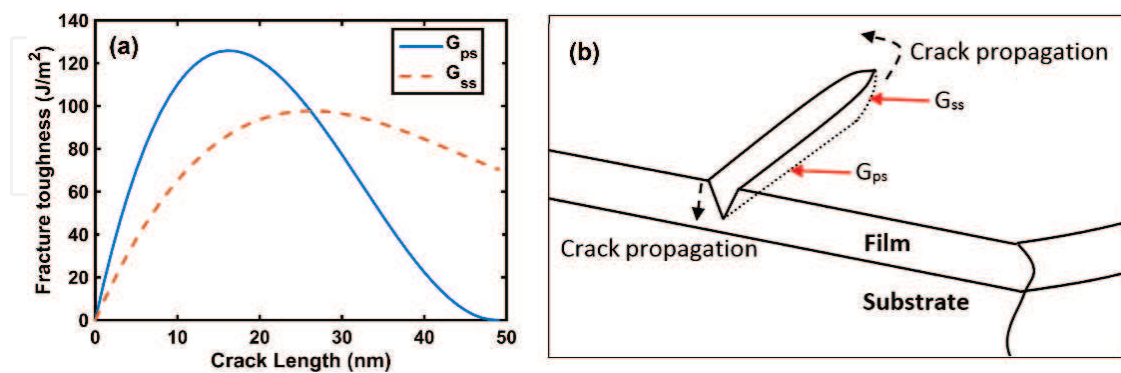 (a)
G_ps
G_ss
Fracture toughness (J/m²)
140
120
100
80
60
40
20
0
0 10 20 30 40 50
Crack Length (nm)
(b)
Crack propagation
G_ss
G_ps
Crack propagation
Film
Substrate